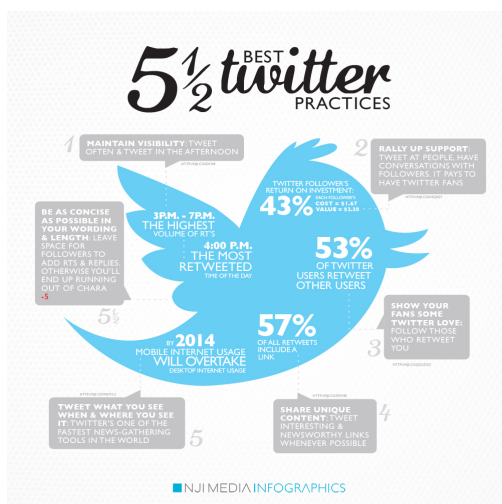 5 1/2 BEST
twitter
PRACTICES
1
MAINTAIN VISIBILITY: TWEET
OFTEN & TWEET IN THE AFTERNOON
2
RALLY UP SUPPORT:
TWEET AT PEOPLE. HAVE
CONVERSATIONS WITH
FOLLOWERS. IT PAYS TO
HAVE TWITTER FANS
TWITTER FOLLOWER'S
RETURN ON INVESTMENT:
43%
EACH FOLLOWER'S
COST = $1.67
VALUE = $2.38
BE AS CONCISE
AS POSSIBLE IN
YOUR WORDING
& LENGTH: LEAVE
SPACE FOR
FOLLOWERS TO
ADD RTS & REPLIES.
OTHERWISE YOU'LL
END UP RUNNING
OUT OF CHARA
-5
5 1/2
3P.M. - 7P.M.
THE HIGHEST
VOLUME OF RT'S
4:00 P.M.
THE MOST
RETWEETED
TIME OF THE DAY
53%
OF TWITTER
USERS RETWEET
OTHER USERS
SHOW YOUR
FANS SOME
TWITTER LOVE:
FOLLOW THOSE
WHO RETWEET
YOU
3
BY 2014
MOBILE INTERNET USAGE
WILL OVERTAKE
DESKTOP INTERNET USAGE
57%
OF ALL RETWEETS
INCLUDE A
LINK
TWEET WHAT YOU SEE
WHEN & WHERE YOU SEE
IT: TWITTER'S ONE OF THE
FASTEST NEWS-GATHERING
TOOLS IN THE WORLD
5
SHARE UNIQUE
CONTENT: TWEET
INTERESTING &
NEWSWORTHY LINKS
WHENEVER POSSIBLE
4
NJI MEDIA INFOGRAPHICS